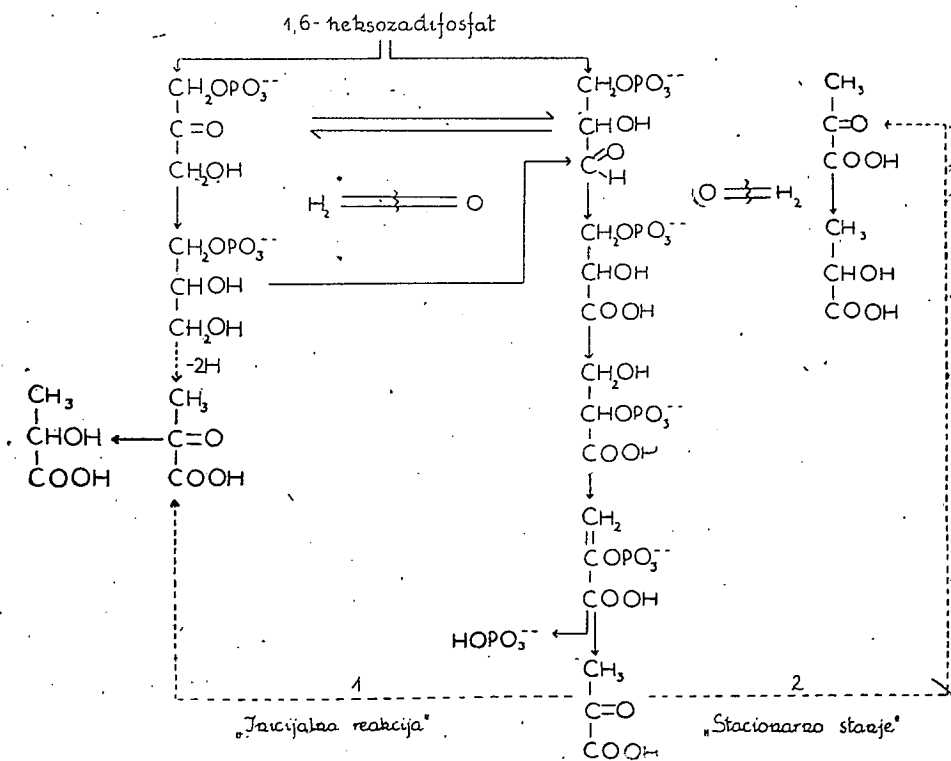 1,6-heksozadifosfat
CH₂OPO₃⁻⁻
C=O
CH₂OH
CH₂OPO₃⁻⁻
CHOH
C=O
H
H₂ O
O H₂
CH₃
C=O
COOH
CH₃
CHOH
COOH
CH₂OPO₃⁻⁻
CHOH
CH₂OH
-2H
CH₂OPO₃⁻⁻
CHOH
COOH
CH₂OH
CHOPO₃⁻⁻
COOH
CH₃
CHOH
COOH
CH₃
C=O
COOH
CH₂
COPO₃⁻⁻
COOH
HOPO₃⁻⁻
CH₃
C=O
COOH
1
2
„Inicijalna reakcija"
„Stacionarno stanje"